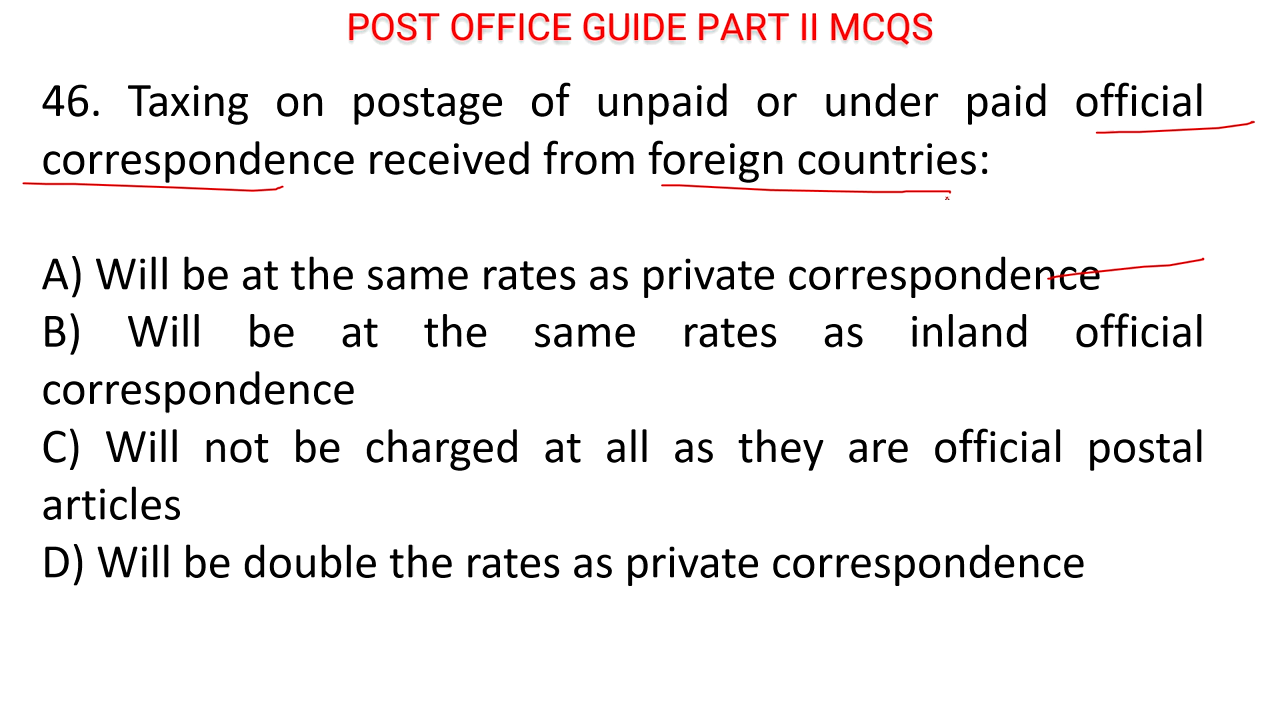 POST OFFICE GUIDE PART II MCQS
46. Taxing on postage of unpaid or under paid official
correspondence received from foreign countries:
A) Will be at the same rates as private correspondence
B) Will be at the same rates as inland official
correspondence
C) Will not be charged at all as they are official postal
articles
D) Will be double the rates as private correspondence